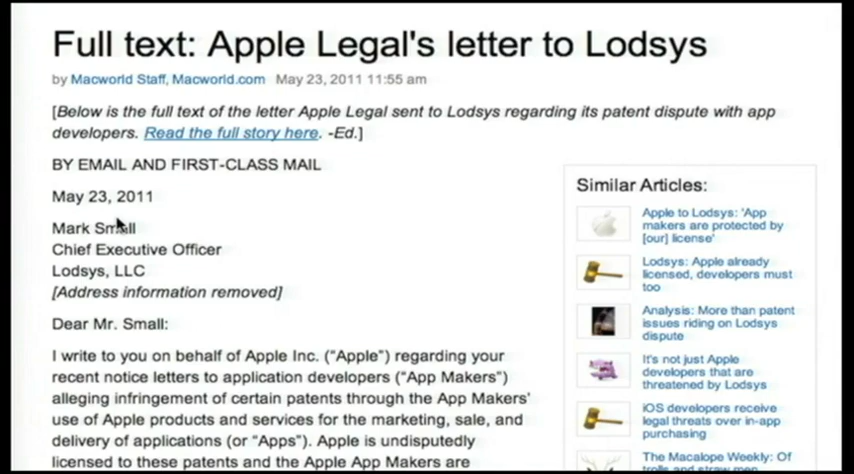 Full text: Apple Legal's letter to Lodsys
by Macworld Staff, Macworld.com May 23, 2011 11:55 am
[Below is the full text of the letter Apple Legal sent to Lodsys regarding its patent dispute with app
developers. Read the full story here. -Ed.]
BY EMAIL AND FIRST-CLASS MAIL
May 23, 2011
Mark Small
Chief Executive Officer
Lodsys, LLC
[Address information removed]
Dear Mr. Small:
I write to you on behalf of Apple Inc. (“Apple”) regarding your
recent notice letters to application developers (“App Makers”)
alleging infringement of certain patents through the App Makers’
use of Apple products and services for the marketing, sale, and
delivery of applications (or “Apps”). Apple is undisputedly
licensed to these patents and the Apple App Makers are
Similar Articles:
Apple to Lodsys: 'App
makers are protected by
[our] license'
Lodsys: Apple already
licensed, developers must
too
Analysis: More than patent
issues riding on Lodsys
dispute
It's not just Apple
developers that are
threatened by Lodsys
iOS developers receive
legal threats over in-app
purchasing
The Macalope Weekly: Of
trolls and straw men